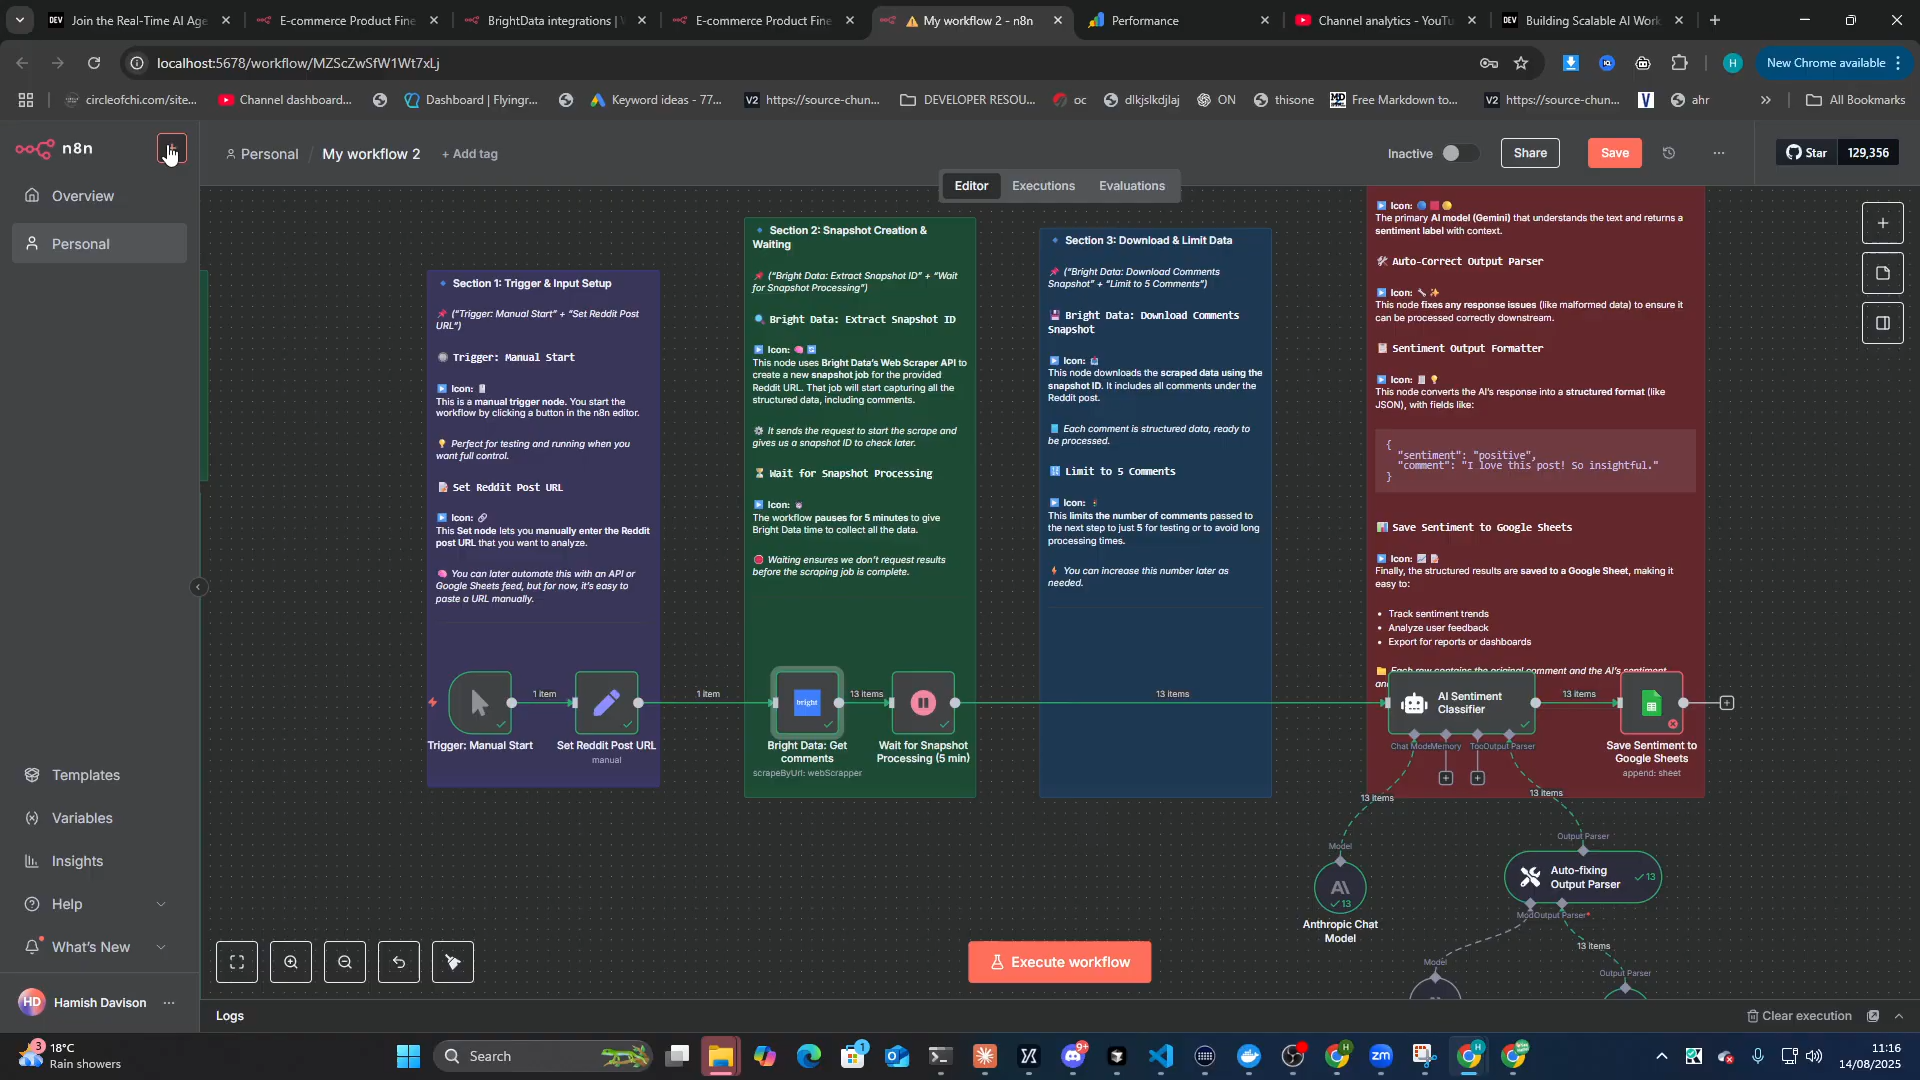 Join the Real-Time AI Age
E-commerce Product Fine
BrightData integrations |
E-commerce Product Fine
My workflow 2 - n8n
Performance
Channel analytics - YouTu
Building Scalable AI Work
localhost:5678/workflow/MZScZwSfW1Wt7xLj
H
New Chrome available
circleofchi.com/site...
Channel dashboard...
Dashboard | Flyingr...
Keyword ideas - 77...
https://source-chun...
DEVELOPER RESOU...
oc
dlkjslkdjlaj
ON
thisone
Free Markdown to...
https://source-chun...
ahr
All Bookmarks
n8n
Personal / My workflow 2 + Add tag
Inactive
Share
Save
Star 129,356
Editor
Executions
Evaluations
Overview
Personal
Templates
Variables
Insights
Help
What's New
HD Hamish Davison
Section 1: Trigger & Input Setup
("Trigger: Manual Start" + "Set Reddit Post
URL")
Trigger: Manual Start
Icon:
This is a manual trigger node. You start the
workflow by clicking a button in the n8n editor.
Perfect for testing and running when you
want full control.
Set Reddit Post URL
Icon:
This Set node lets you manually enter the Reddit
post URL that you want to analyze.
You can later automate this with an API or
Google Sheets feed, but for now, it's easy to
paste a URL manually.
Section 2: Snapshot Creation &
Waiting
("Bright Data: Extract Snapshot ID" + "Wait
for Snapshot Processing")
Bright Data: Extract Snapshot ID
Icon:
This node uses Bright Data's Web Scraper API to
create a new snapshot job for the provided
Reddit URL. That job will start capturing all the
structured data, including comments.
It sends the request to start the scrape and
gives us a snapshot ID to check later.
Wait for Snapshot Processing
Icon:
The workflow pauses for 5 minutes to give
Bright Data time to collect all the data.
Waiting ensures we don't request results
before the scraping job is complete.
Section 3: Download & Limit Data
("Bright Data: Download Comments
Snapshot" + "Limit to 5 Comments")
Bright Data: Download Comments
Snapshot
Icon:
This node downloads the scraped data using the
snapshot ID. It includes all comments under the
Reddit post.
Each comment is structured data, ready to
be processed.
Limit to 5 Comments
Icon:
This limits the number of comments passed to
the next step to just 5 for testing or to avoid long
processing times.
You can increase this number later as
needed.
Icon:
The primary AI model (Gemini) that understands the text and returns a
sentiment label with context.
Auto-Correct Output Parser
Icon:
This node fixes any response issues (like malformed data) to ensure it
can be processed correctly downstream.
Sentiment Output Formatter
Icon:
This node converts the AI's response into a structured format (like
JSON), with fields like:
{
"sentiment": "positive",
"comment": "I love this post! So insightful."
}
Save Sentiment to Google Sheets
Icon:
Finally, the structured results are saved to a Google Sheet, making it
easy to:
• Track sentiment trends
• Analyze user feedback
• Export for reports or dashboards
Each row contains the original comment and the AI's sentiment
1 item
1 item
13 items
13 items
13 items
bright
AI Sentiment
Classifier
Trigger: Manual Start
Set Reddit Post URL
manual
Bright Data: Get
comments
scrapeByUrl: webScrapper
Wait for Snapshot
Processing (5 min)
Memory
Output Parser
Save Sentiment to
Google Sheets
append: sheet
13 items
13 items
Model
Output Parser
13
Anthropic Chat
Model
Auto-fixing
Output Parser
13
Output Parser*
13 items
Model
Output Parser
Execute workflow
Logs
Clear execution
3
18°C
Rain showers
Search
1
9+
zm
11:16
14/08/2025